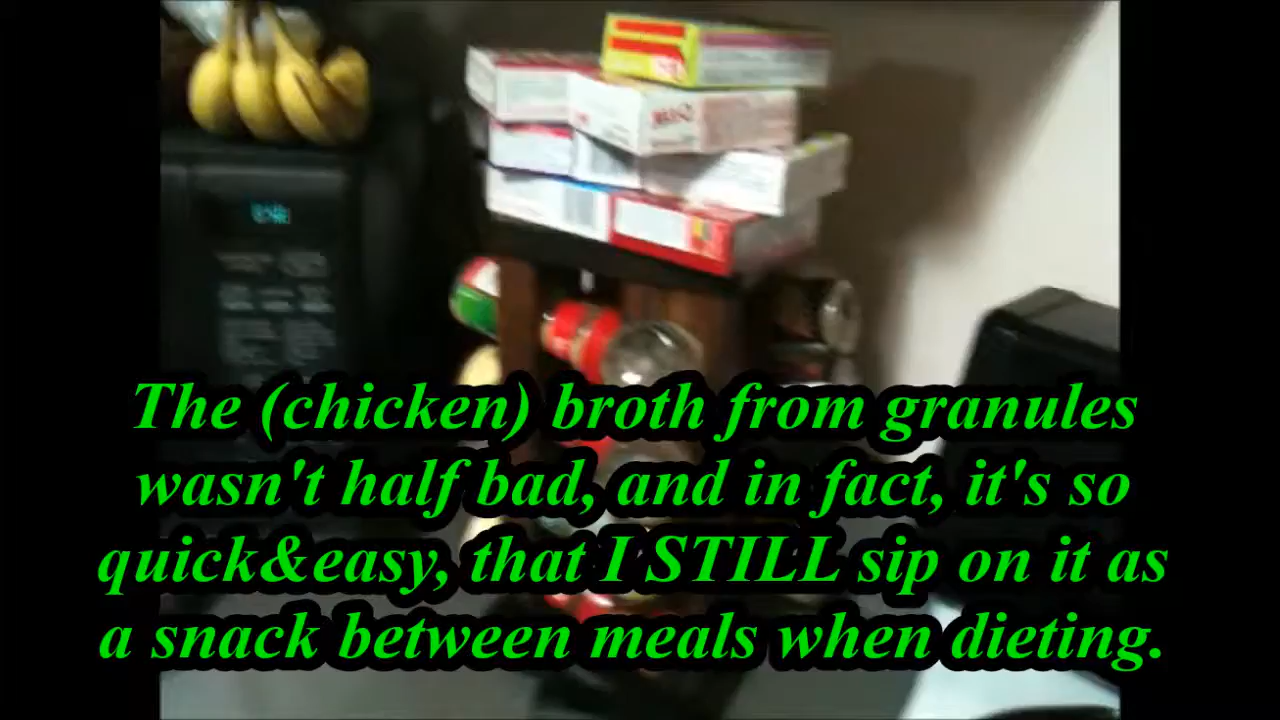 The (chicken) broth from granules
wasn't half bad, and in fact, it's so
quick&easy, that I STILL sip on it as
a snack between meals when dieting.